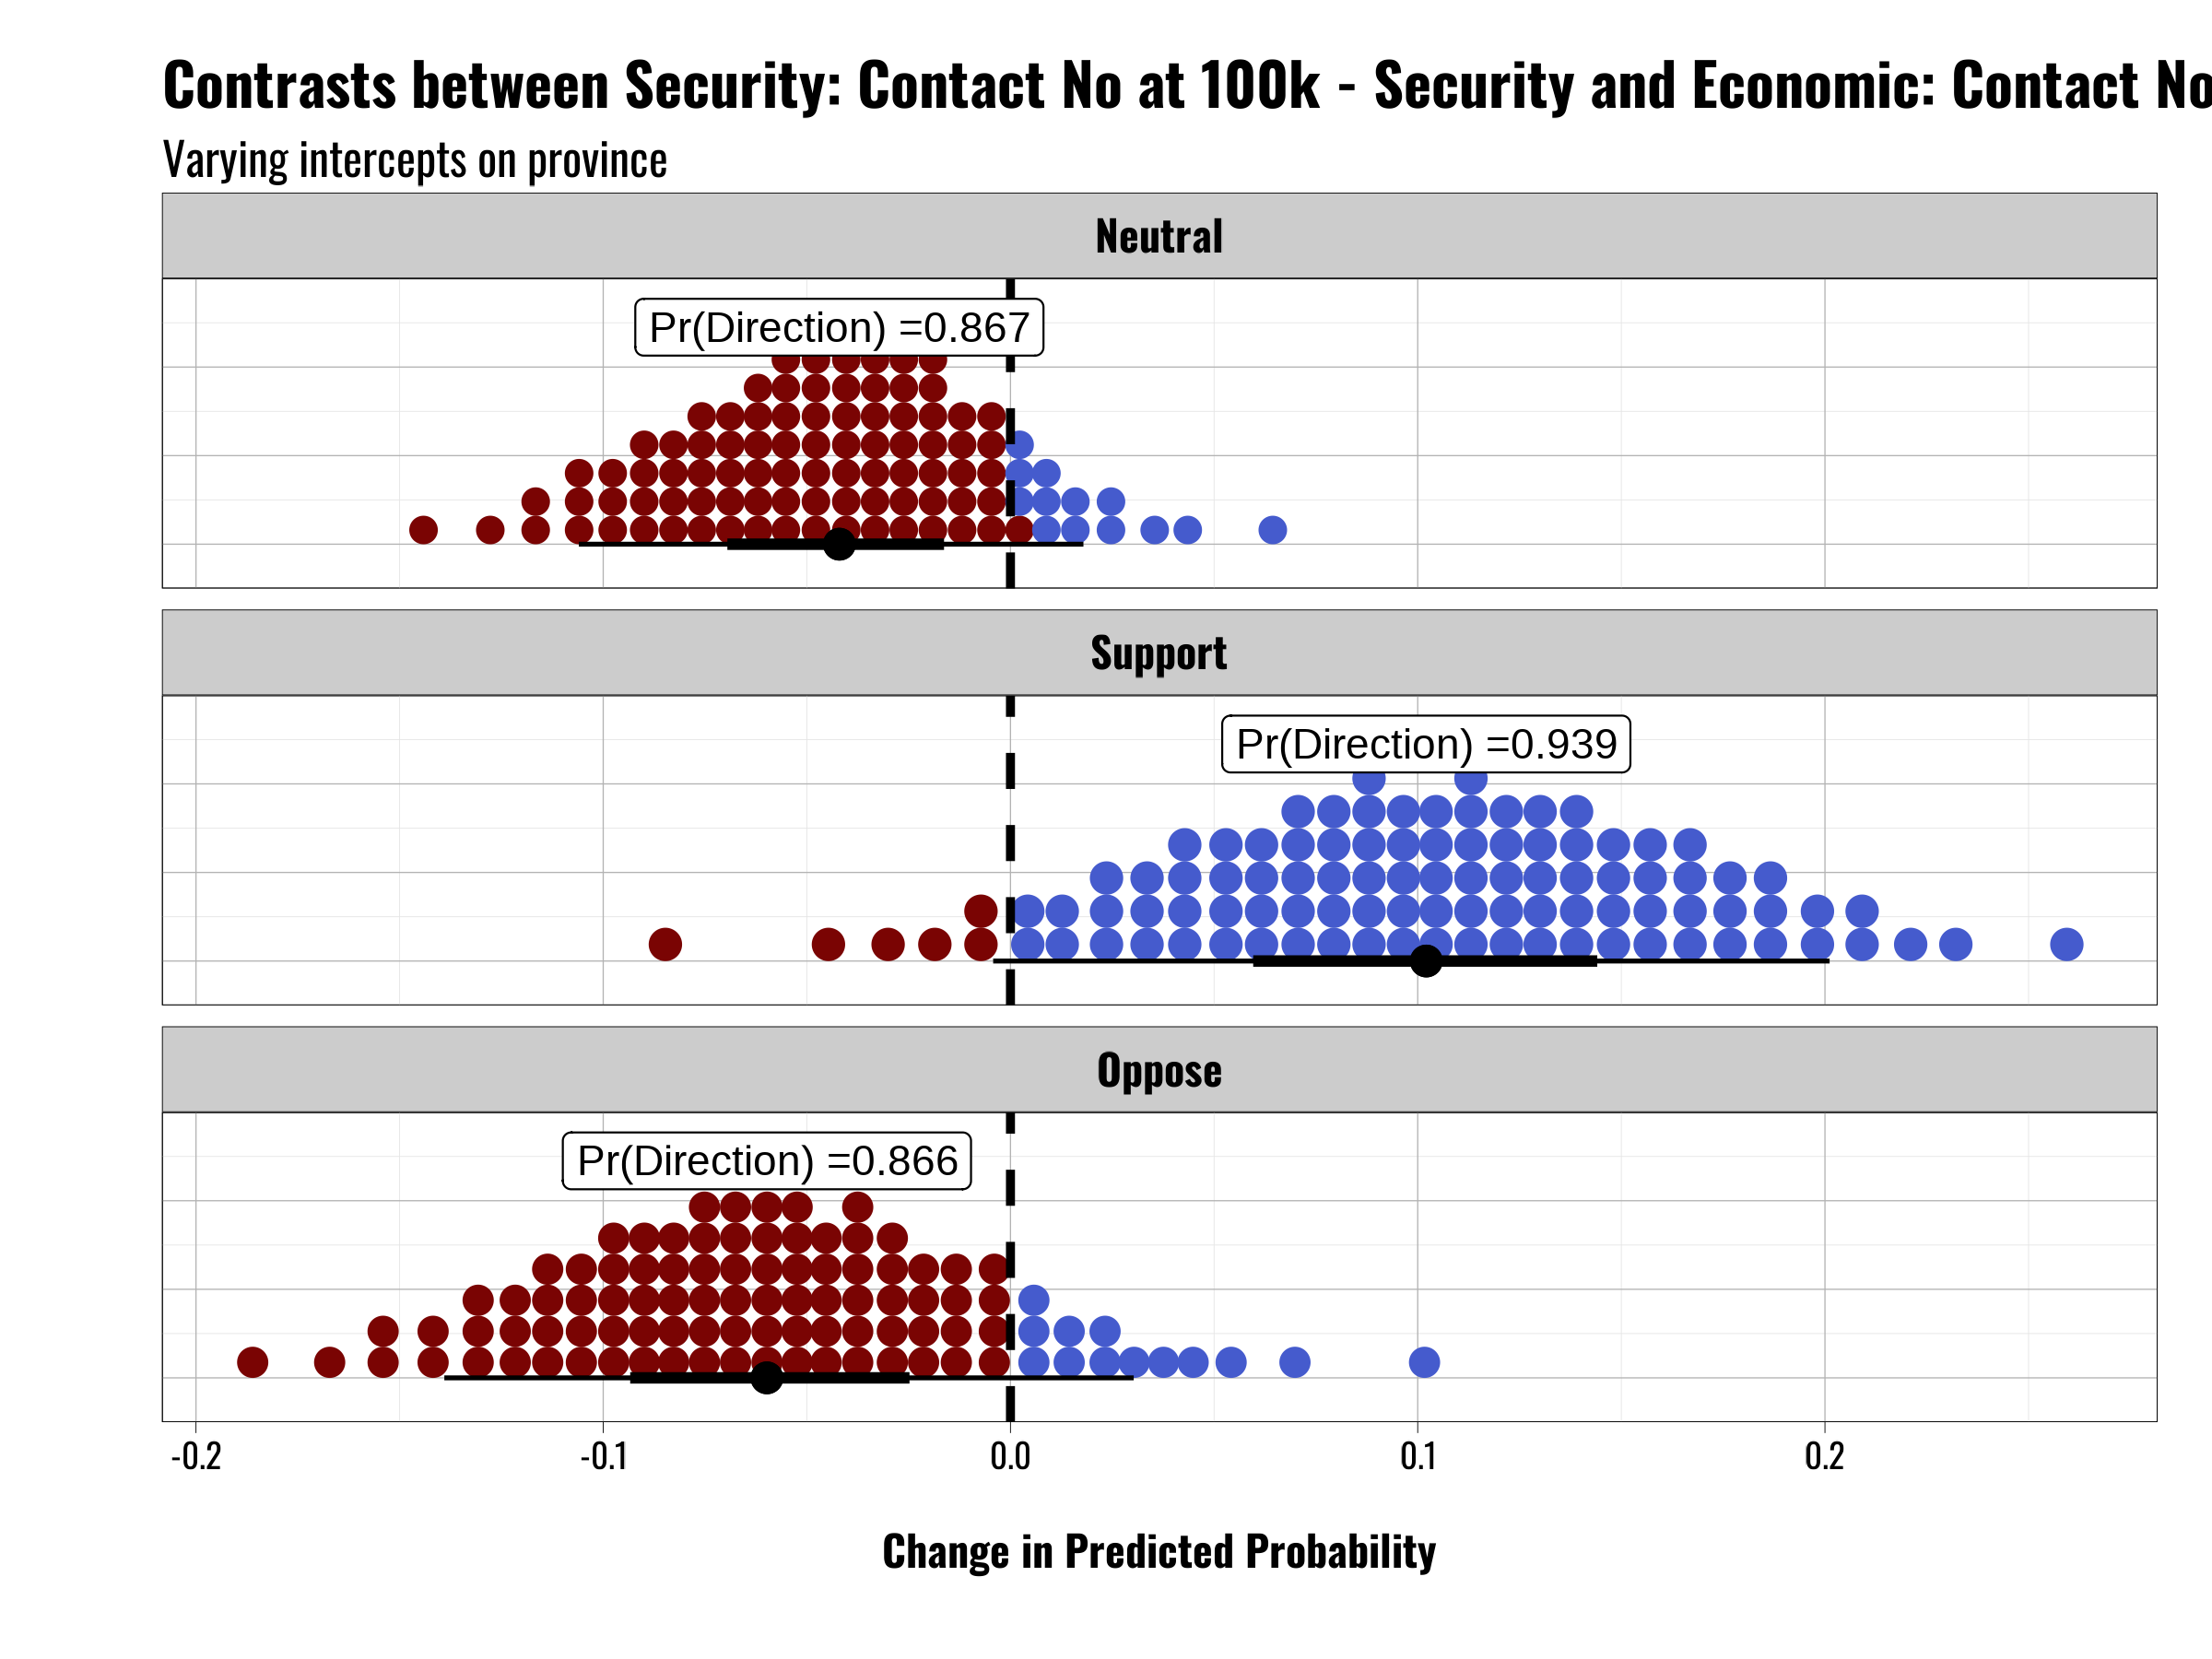 Contrasts between Security: Contact No at 100k - Security and Economic: Contact No
Varying intercepts on province
Neutral
Pr(Direction) =0.867
Support
Pr(Direction) =0.939
Oppose
Pr(Direction) =0.866
-0.2 -0.1 0.0 0.1 0.2
Change in Predicted Probability